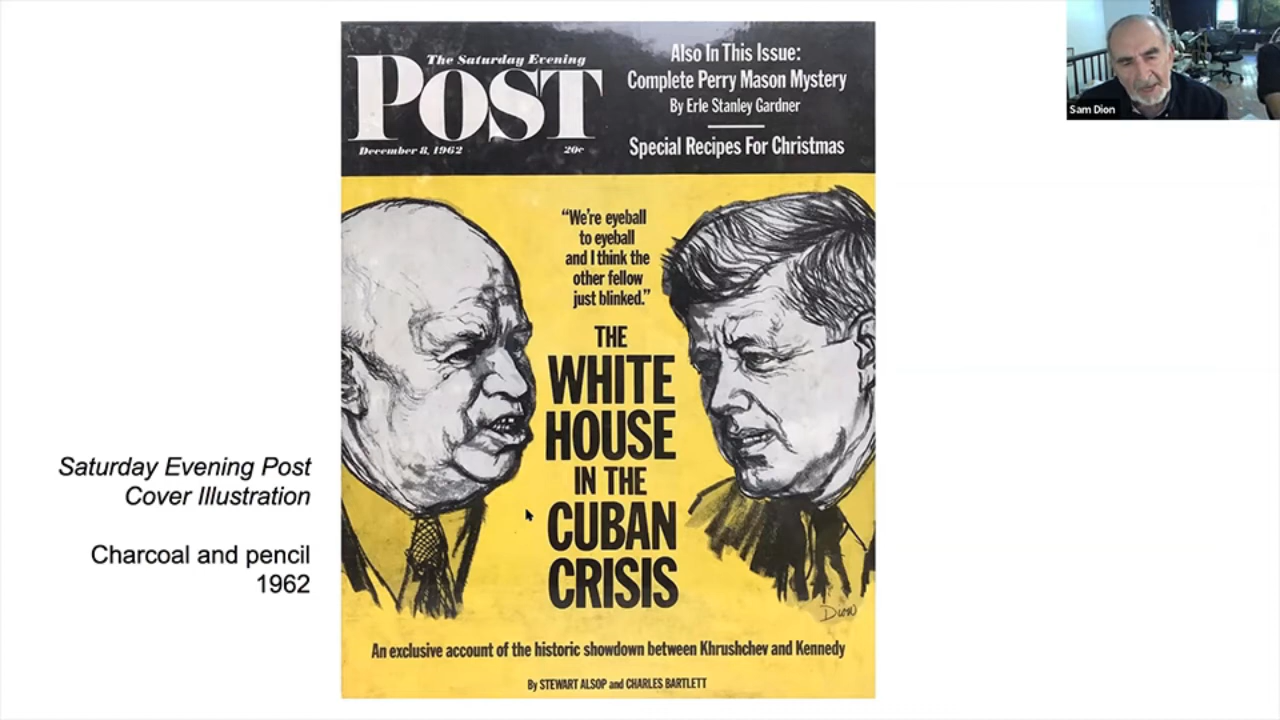 The Saturday Evening
POST
December 8, 1962 20c
Also In This Issue:
Complete Perry Mason Mystery
By Erle Stanley Gardner
Special Recipes For Christmas
“We’re eyeball
to eyeball
and I think the
other fellow
just blinked.”
THE
WHITE
HOUSE
IN THE
CUBAN
CRISIS
Dion
An exclusive account of the historic showdown between Khrushchev and Kennedy
By STEWART ALSOP and CHARLES BARTLETT
Saturday Evening Post
Cover Illustration
Charcoal and pencil
1962
Sam Dion